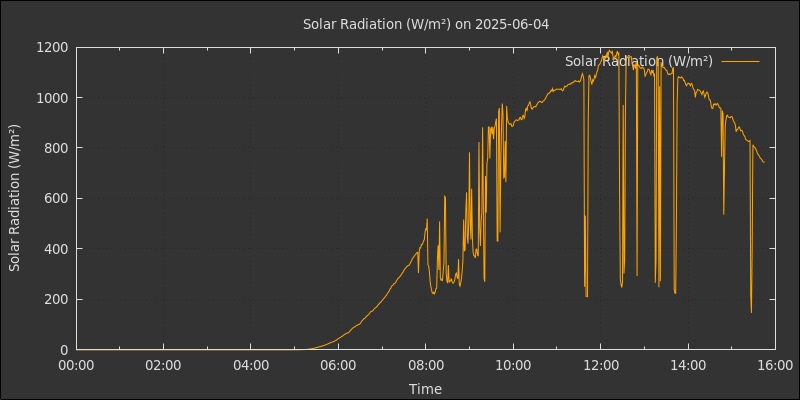 Solar Radiation (W/m²) on 2025-06-04
Solar Radiation (W/m²)
1200
1000
800
600
400
200
0
Solar Radiation (W/m²)
00:00 02:00 04:00 06:00 08:00 10:00 12:00 14:00 16:00
Time